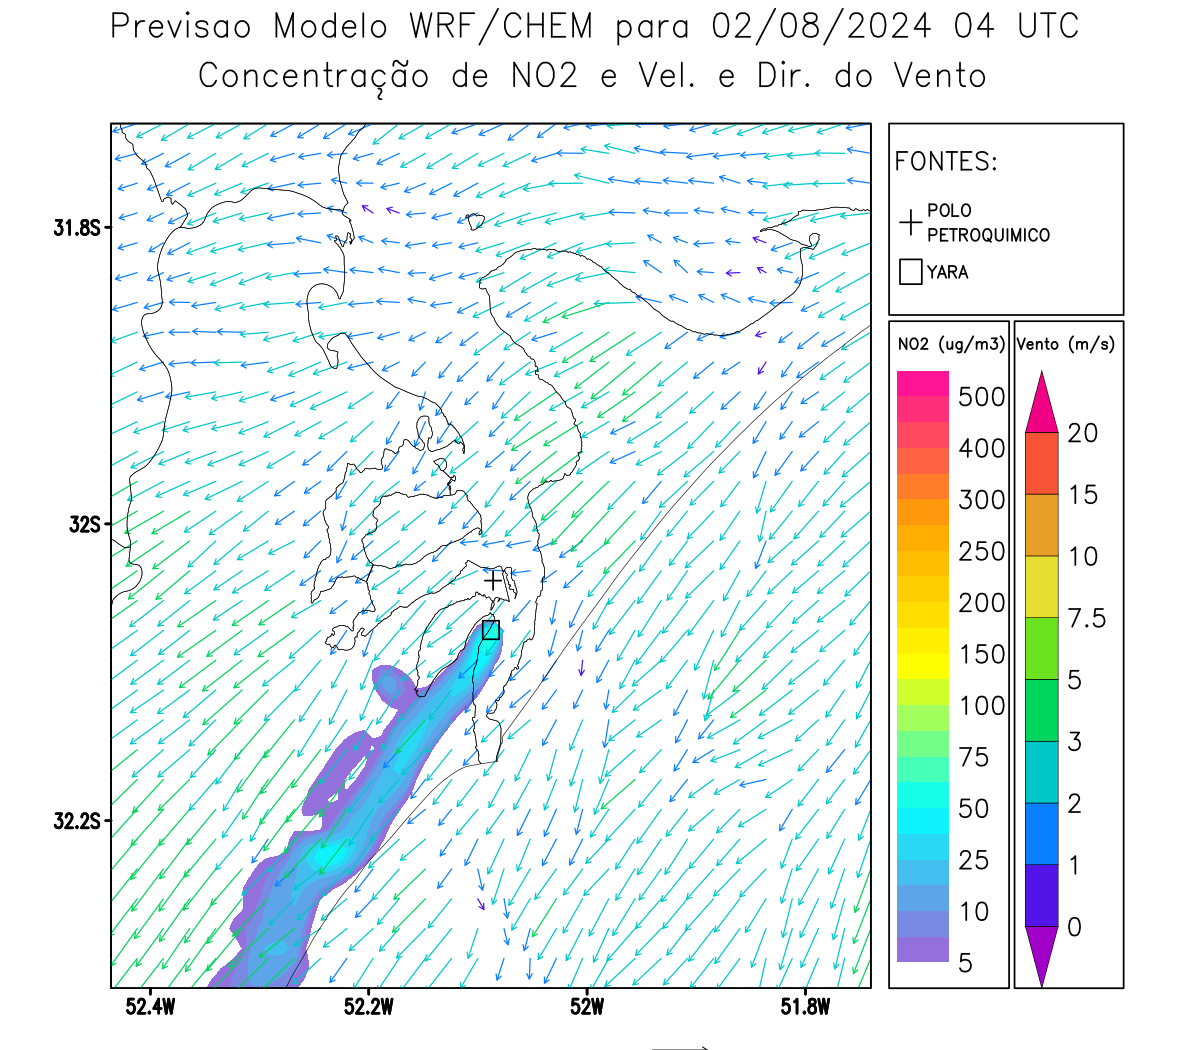 Previsao Modelo WRF/CHEM para 02/08/2024 04 UTC
Concentração de NO2 e Vel. e Dir. do Vento
FONTES:
POLO
PETROQUIMICO
YARA
NO2 (ug/m3)
500
400
300
250
200
150
100
75
50
25
10
5
Vento (m/s)
20
15
10
7.5
5
3
2
1
0
31.8S
32S
32.2S
52.4W
52.2W
52W
51.8W